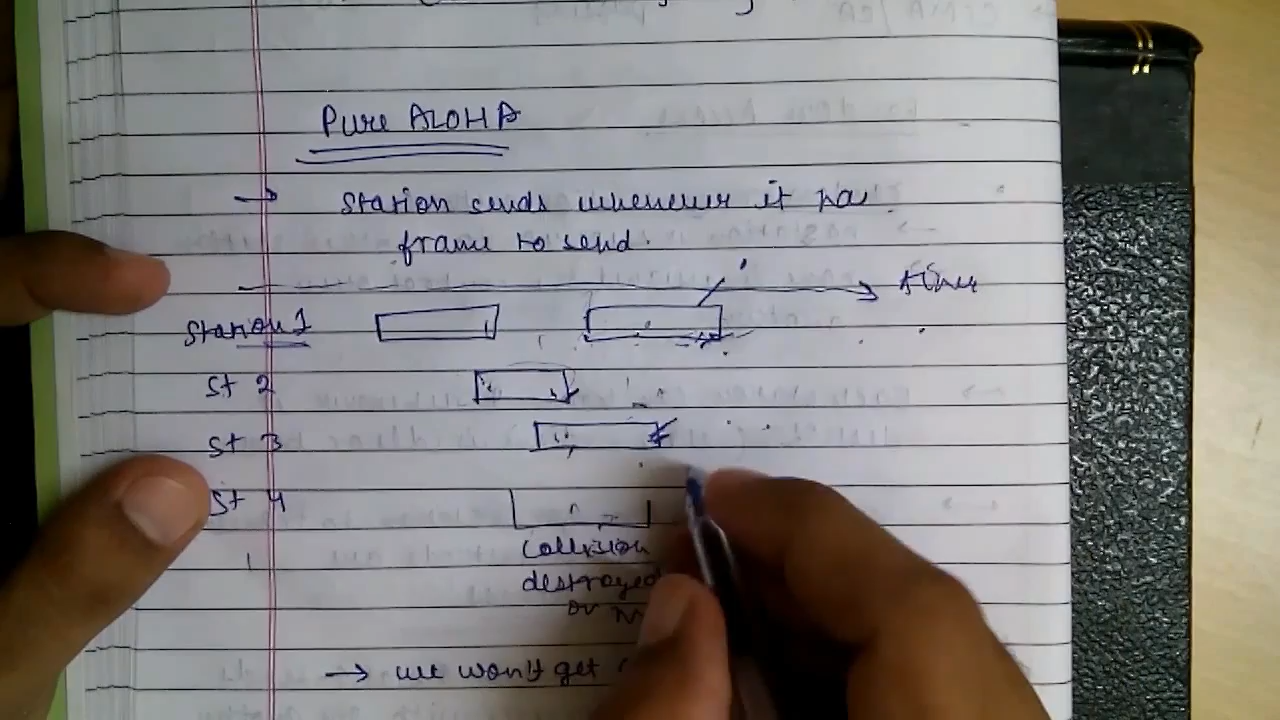 Pure ALOHA
→ Station sends whenever it has
frame to send.
time
Station 1
St 2
St 3
St 4
collision
destroyed
or
→ we won't get